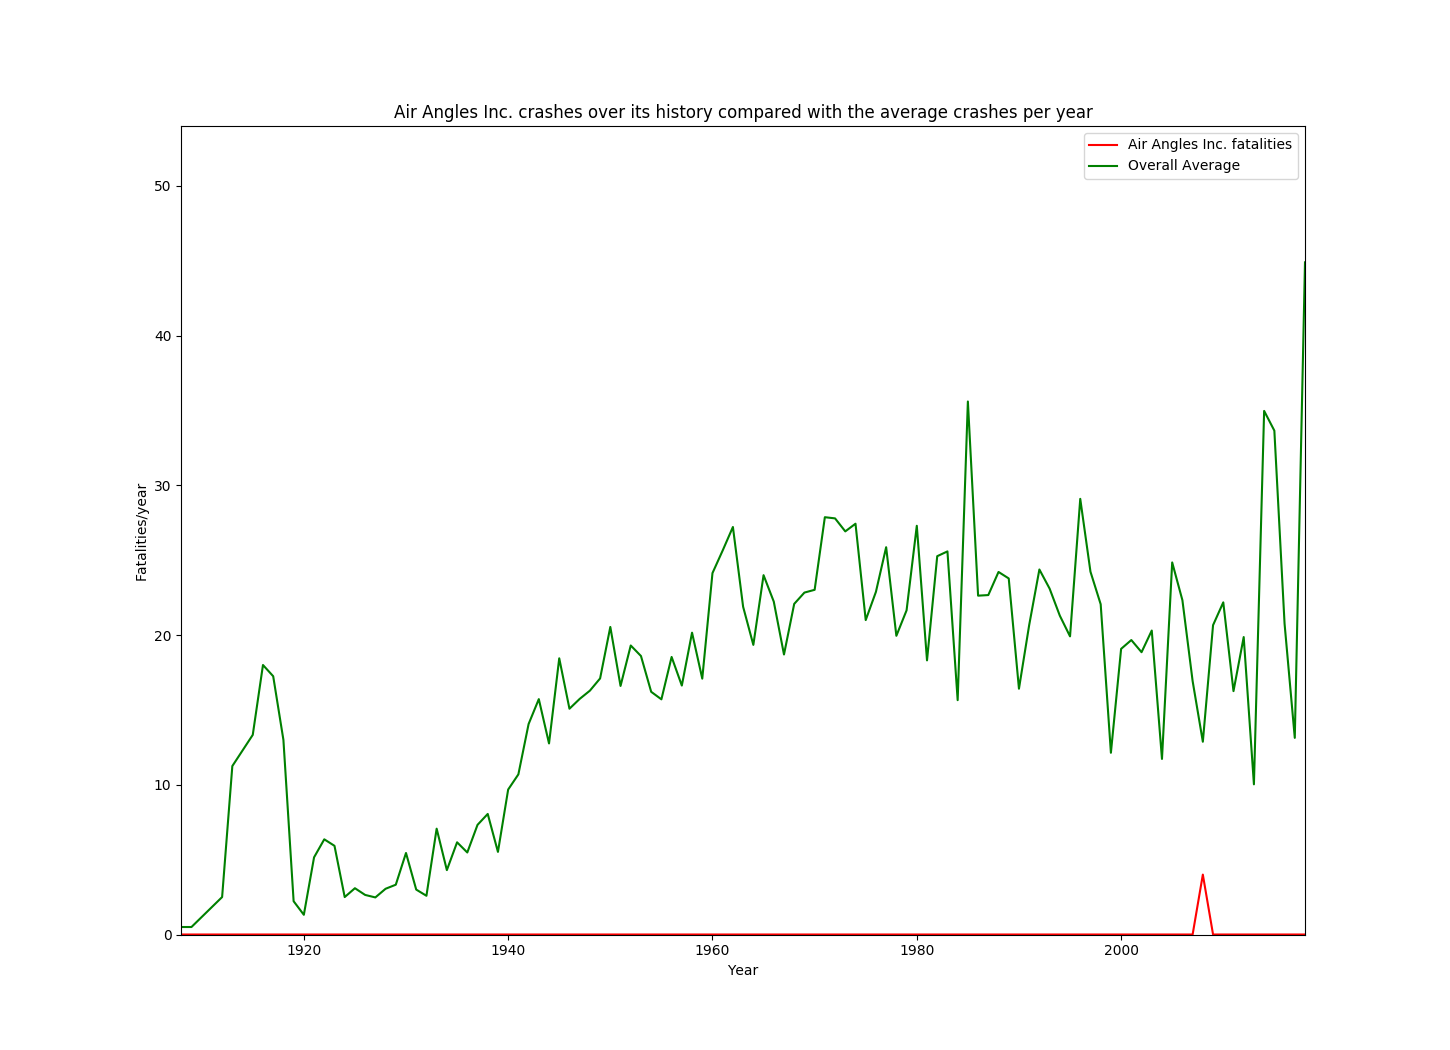 Air Angles Inc. crashes over its history compared with the average crashes per year
Air Angles Inc. fatalities
Overall Average
50
40
30
20
10
0
Fatalities/year
1920 1940 1960 1980 2000
Year